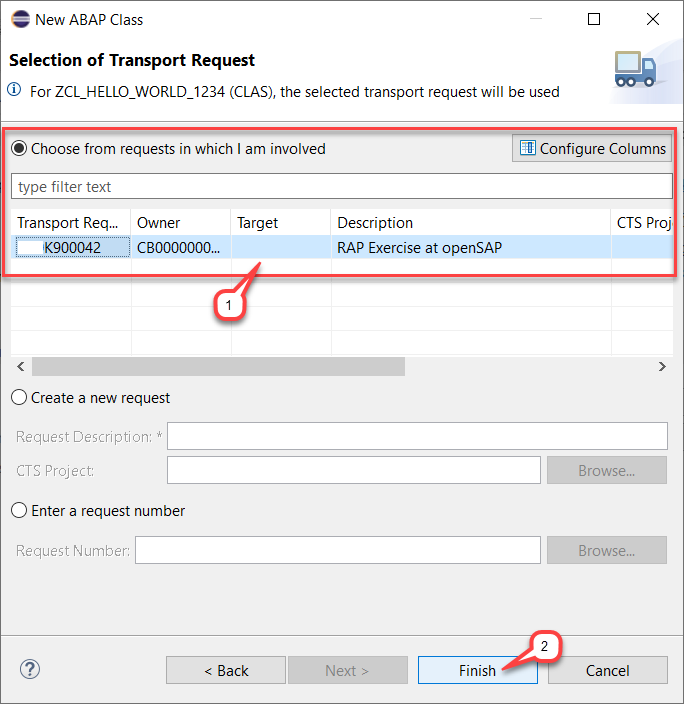 New ABAP Class
Selection of Transport Request
For ZCL_HELLO_WORLD_1234 (CLAS), the selected transport request will be used
Choose from requests in which I am involved
Configure Columns
type filter text
Transport Req... Owner Target Description CTS Proj
K900042 CB0000000... RAP Exercise at openSAP
1
Create a new request
Request Description: *
CTS Project: Browse...
Enter a request number
Request Number: Browse...
2
? < Back Next > Finish Cancel